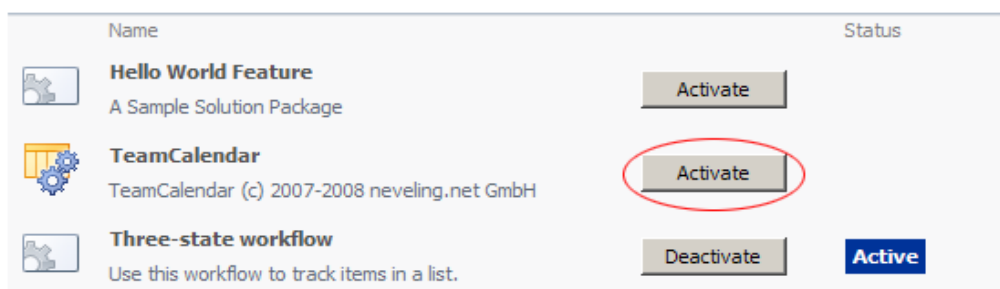 Name Status
Hello World Feature
A Sample Solution Package
Activate
TeamCalendar
TeamCalendar (c) 2007-2008 neveling.net GmbH
Activate
Three-state workflow
Use this workflow to track items in a list.
Deactivate
Active